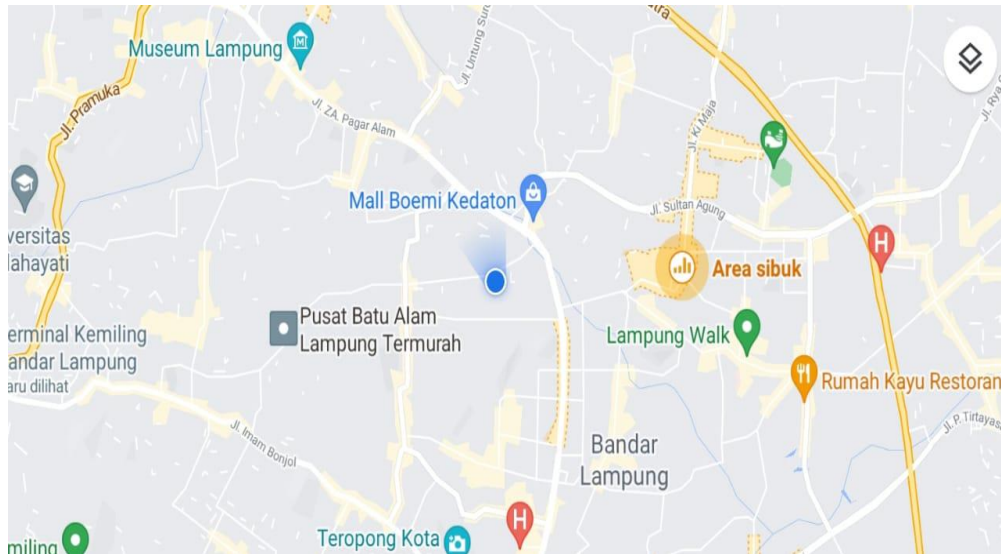 Museum Lampung
Jl. Untung Suro
Jl. Pramuka
Jl. ZA. Pagar Alam
Jl. Ki Maja
Mall Boemi Kedaton
Jl. Sultan Agung
versitas
lahayati
H
Area sibuk
Pusat Batu Alam
Lampung Termurah
Lampung Walk
erminal Kemiling
andar Lampung
aru dilihat
Rumah Kayu Restoran
Jl. Imam Bonjol
Jl. P. Tirtayasa
Bandar
Lampung
H
Teropong Kota
miling